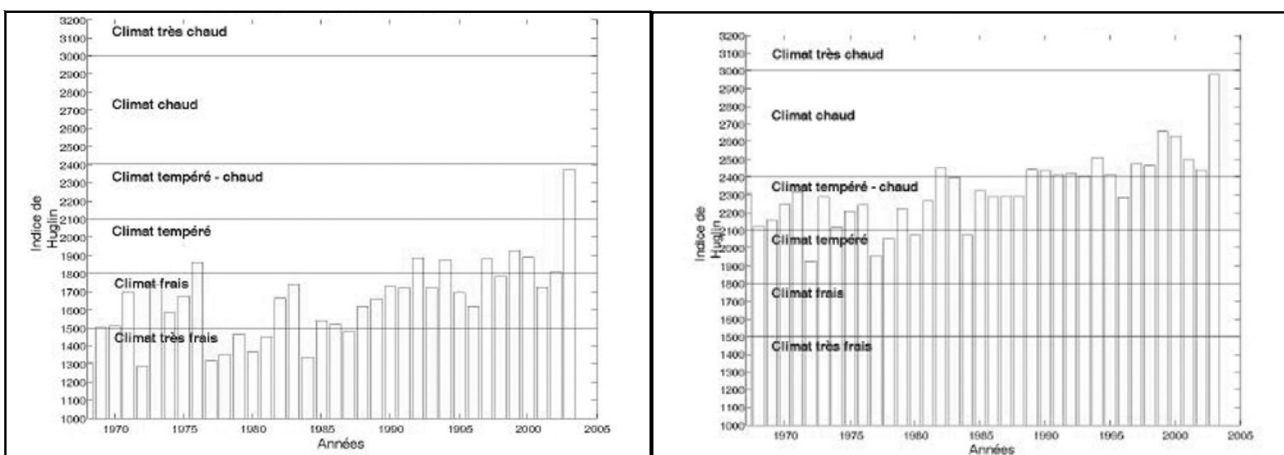 3200
3100
3000
2900
2800
2700
2600
2500
2400
2300
2200
2100
2000
1900
1800
1700
1600
1500
1400
1300
1200
1100
1000
Indice de
Huglin
Climat très chaud
Climat chaud
Climat tempéré - chaud
Climat tempéré
Climat frais
Climat très frais
1970 1975 1980 1985 1990 1995 2000 2005
Années
3200
3100
3000
2900
2800
2700
2600
2500
2400
2300
2200
2100
2000
1900
1800
1700
1600
1500
1400
1300
1200
1100
1000
Indice de
Huglin
Climat très chaud
Climat chaud
Climat tempéré - chaud
Climat tempéré
Climat frais
Climat très frais
1970 1975 1980 1985 1990 1995 2000 2005
Années